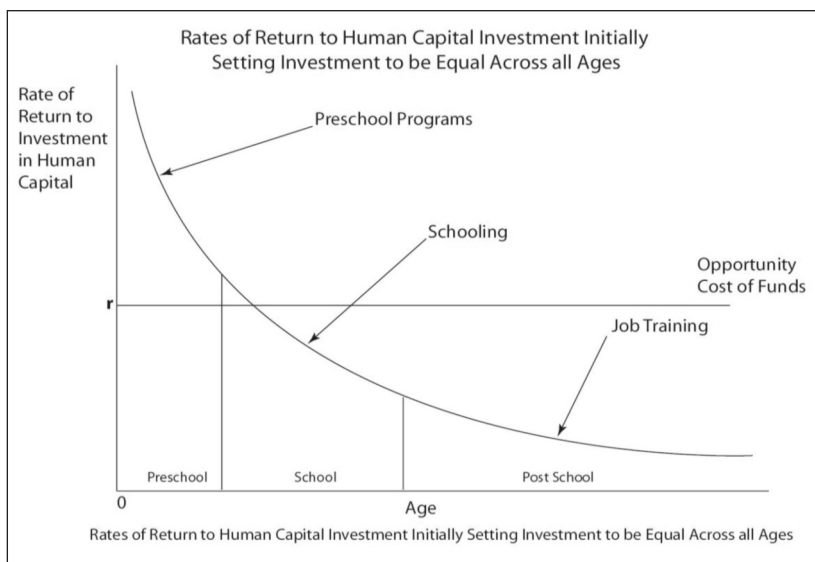 Rates of Return to Human Capital Investment Initially
Setting Investment to be Equal Across all Ages
Rate of
Return to
Investment
in Human
Capital
Preschool Programs
Schooling
Opportunity
Cost of Funds
r
Job Training
Preschool
School
Post School
0
Age
Rates of Return to Human Capital Investment Initially Setting Investment to be Equal Across all Ages